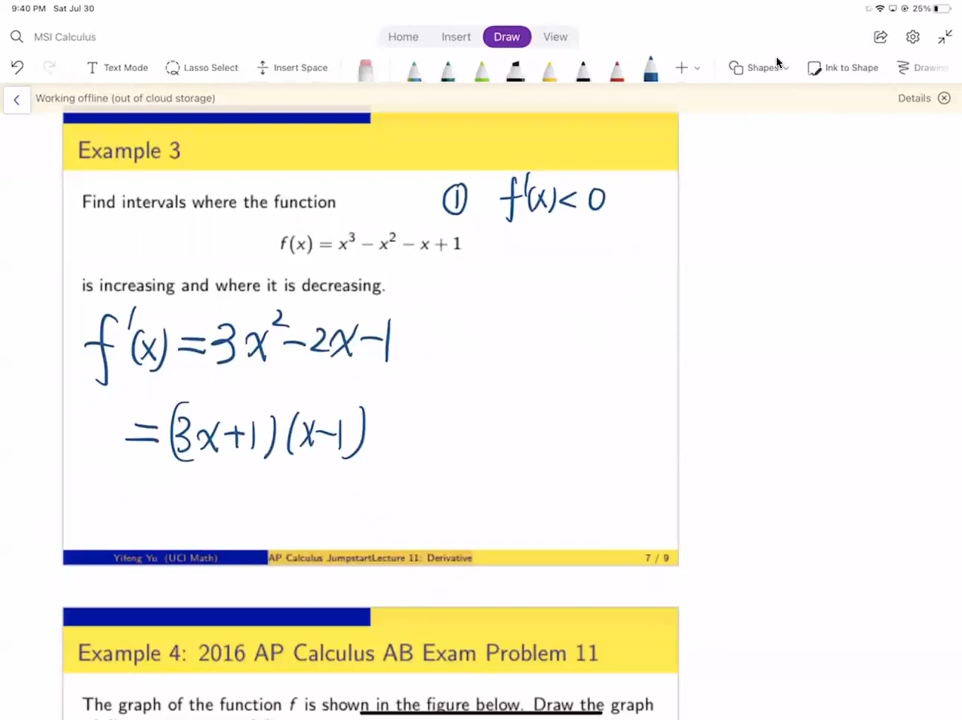 9:40 PM Sat Jul 30
25%
MSI Calculus
Home Insert Draw View
Text Mode Lasso Select Insert Space Shapes Ink to Shape Drawing
Working offline (out of cloud storage) Details
Example 3
Find intervals where the function
① f'(x) < 0
f(x) = x³ − x² − x + 1
is increasing and where it is decreasing.
f'(x) = 3x² − 2x − 1
= (3x+1)(x−1)
Yifeng Yu (UCI Math) AP Calculus JumpstartLecture 11: Derivative 7 / 9
Example 4: 2016 AP Calculus AB Exam Problem 11
The graph of the function f is shown in the figure below. Draw the graph